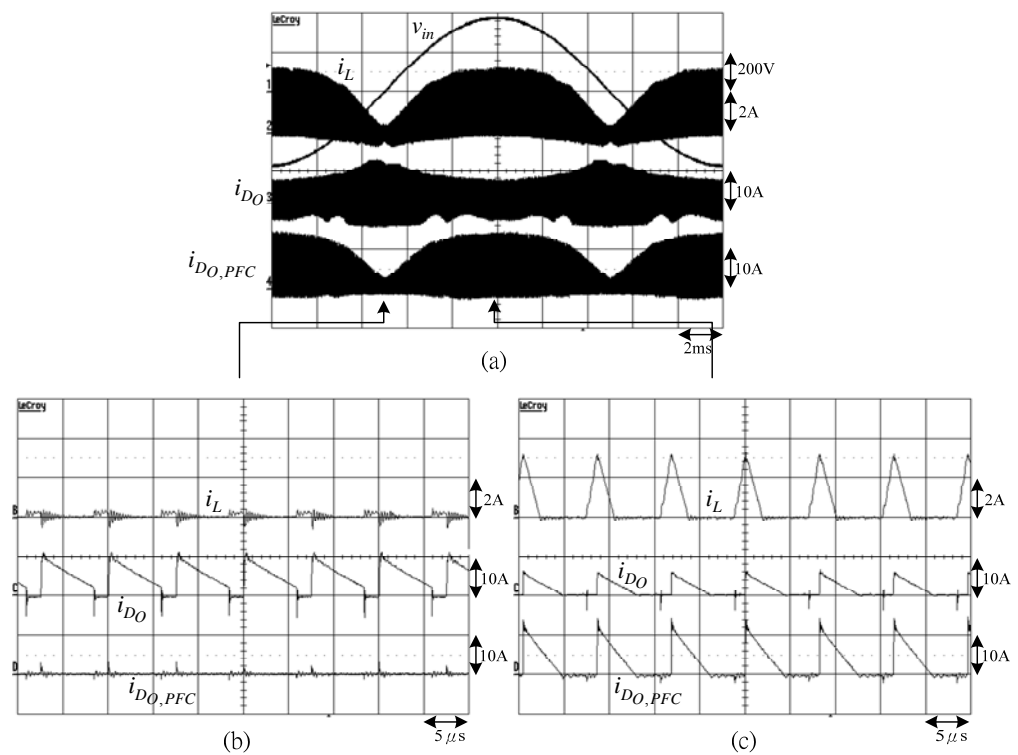 LeCroy
v_in
i_L
200V
1
2A
2
i_DO
3
10A
i_DO,PFC
10A
4
2ms
(a)
LeCroy
B
i_L
2A
C
10A
i_DO
D
10A
i_DO,PFC
5μs
(b)
LeCroy
B
i_L
2A
C
i_DO
10A
D
10A
i_DO,PFC
5μs
(c)